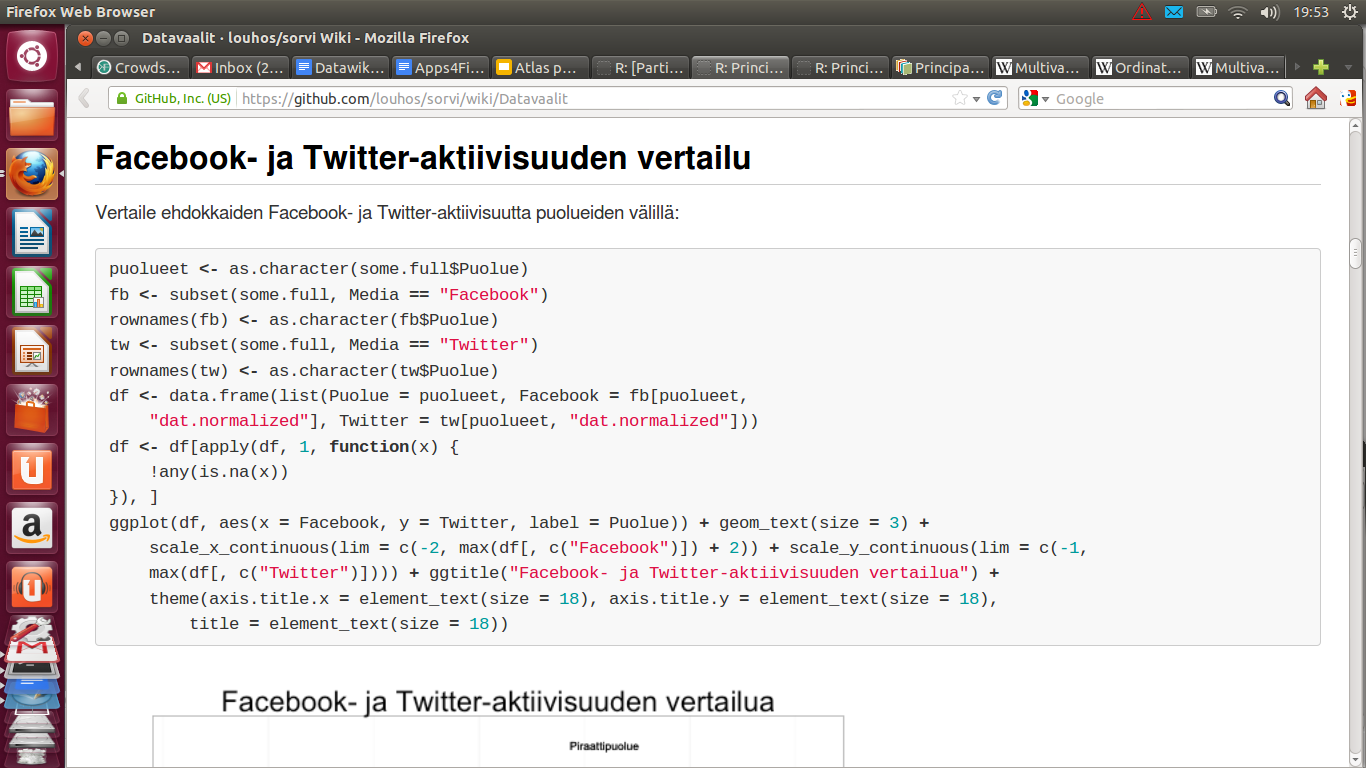 Firefox Web Browser
19:53
Datavaalit · louhos/sorvi Wiki - Mozilla Firefox
Crowds... Inbox (2... Datawik... Apps4Fi... Atlas p... R: [Parti... R: Princi... R: Princi... Principa... Multiva... Ordinat... Multiva...
GitHub, Inc. (US) https://github.com/louhos/sorvi/wiki/Datavaalit Google
Facebook- ja Twitter-aktiivisuuden vertailu
Vertaile ehdokkaiden Facebook- ja Twitter-aktiivisuutta puolueiden välillä:
puolueet <- as.character(some.full$Puolue)
fb <- subset(some.full, Media == "Facebook")
rownames(fb) <- as.character(fb$Puolue)
tw <- subset(some.full, Media == "Twitter")
rownames(tw) <- as.character(tw$Puolue)
df <- data.frame(list(Puolue = puolueet, Facebook = fb[puolueet,
    "dat.normalized"], Twitter = tw[puolueet, "dat.normalized"]))
df <- df[apply(df, 1, function(x) {
    !any(is.na(x))
}), ]
ggplot(df, aes(x = Facebook, y = Twitter, label = Puolue)) + geom_text(size = 3) +
    scale_x_continuous(lim = c(-2, max(df[, c("Facebook")]) + 2)) + scale_y_continuous(lim = c(-1,
    max(df[, c("Twitter")]))) + ggtitle("Facebook- ja Twitter-aktiivisuuden vertailua") +
    theme(axis.title.x = element_text(size = 18), axis.title.y = element_text(size = 18),
        title = element_text(size = 18))
Facebook- ja Twitter-aktiivisuuden vertailua
Piraattipuolue